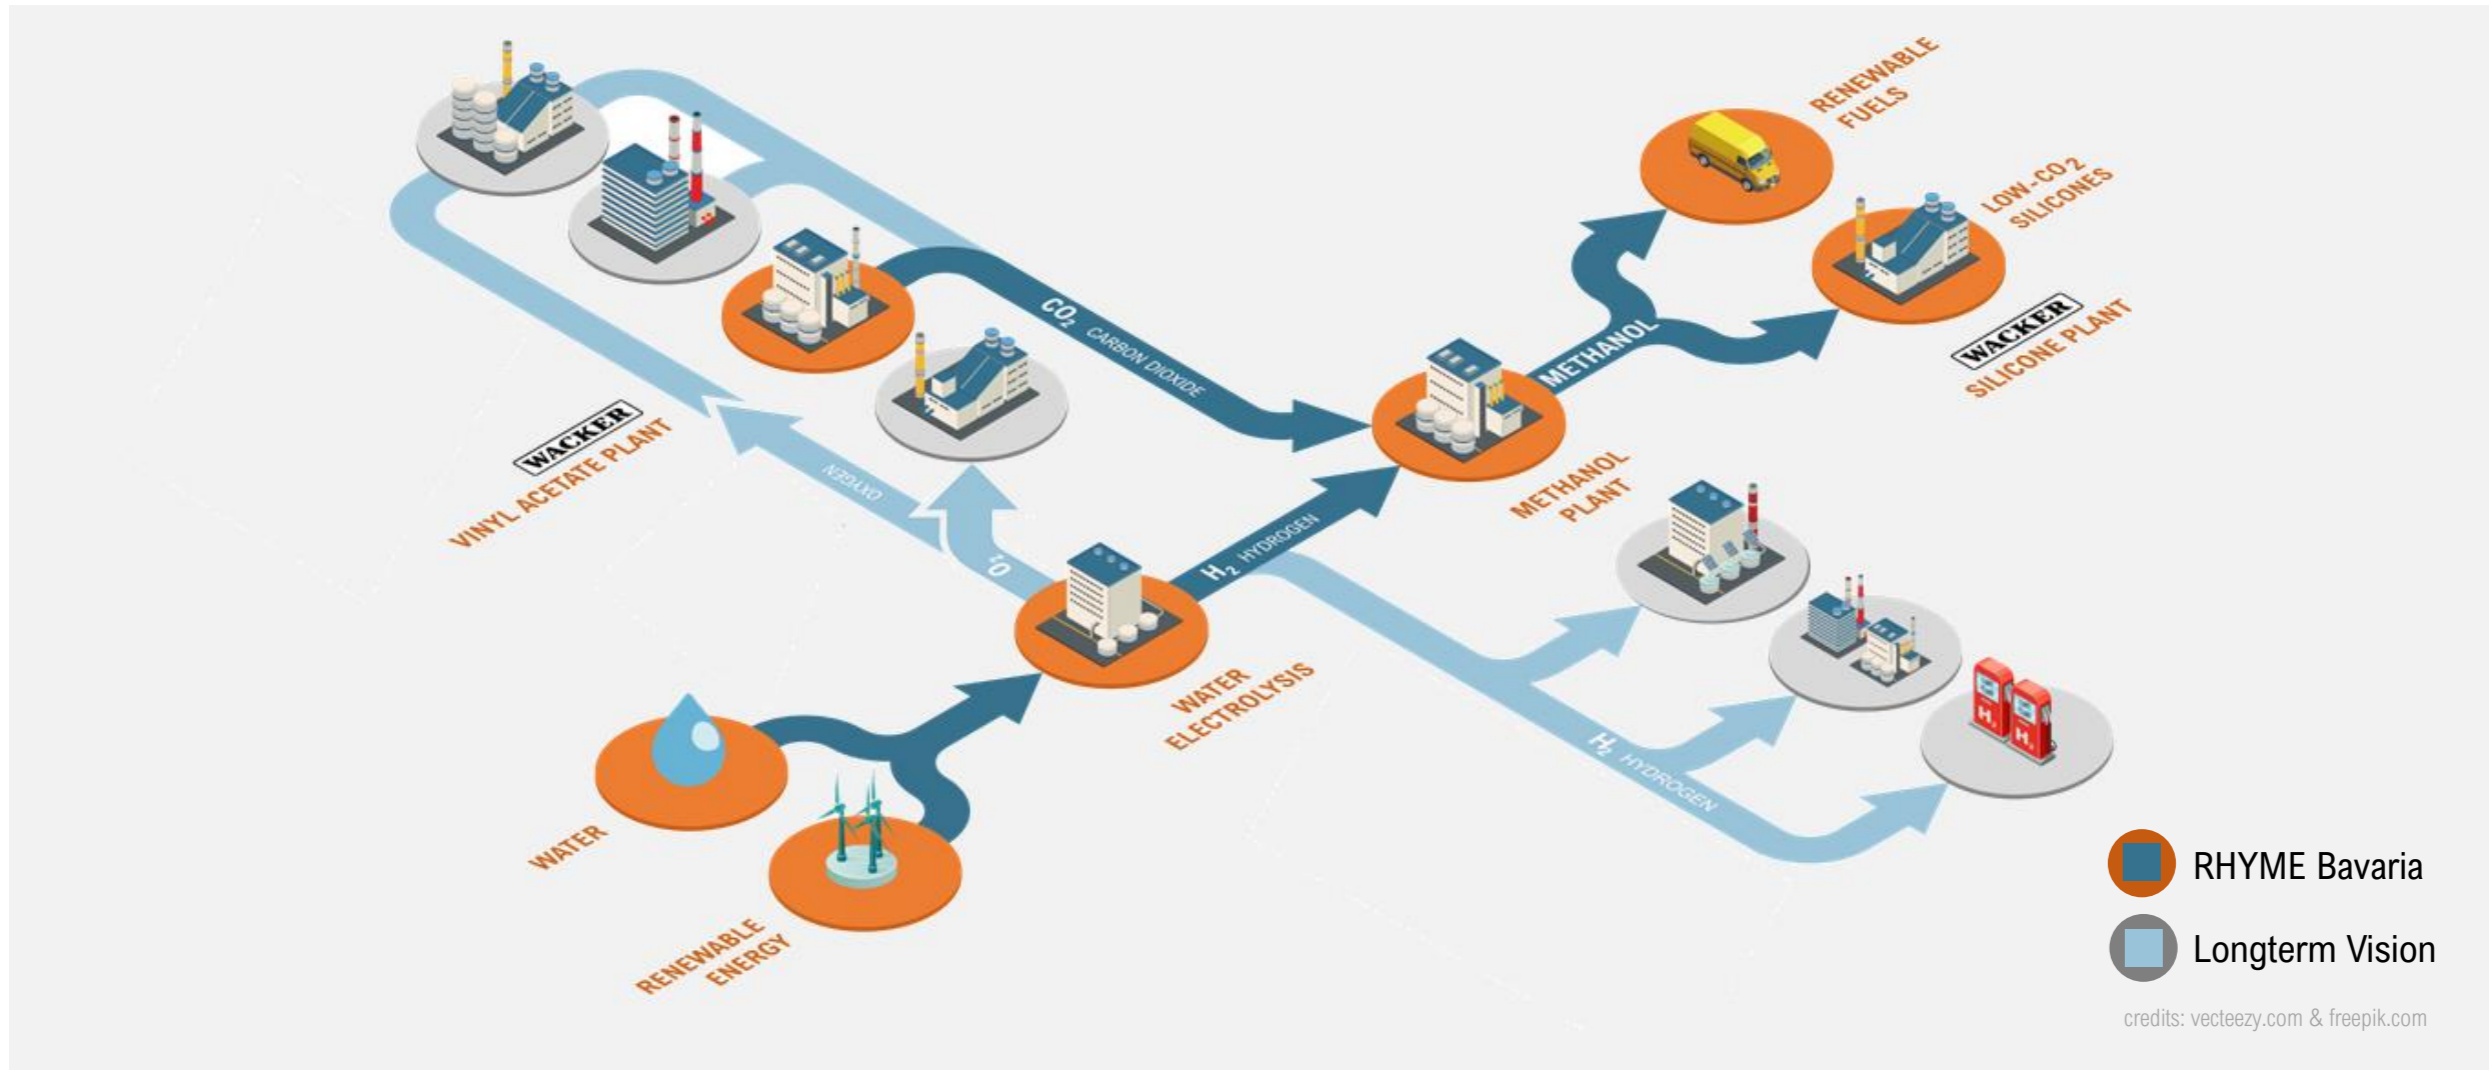 RENEWABLE
FUELS
LOW-CO2
SILICONES
WACKER
SILICONE PLANT
CO2 CARBON DIOXIDE
METHANOL
WACKER
VINYL ACETATE PLANT
OXYGEN
O2
H2 HYDROGEN
METHANOL
PLANT
WATER
ELECTROLYSIS
H2 HYDROGEN
H2
H2
WATER
RENEWABLE
ENERGY
RHYME Bavaria
Longterm Vision
credits: vecteezy.com & freepik.com